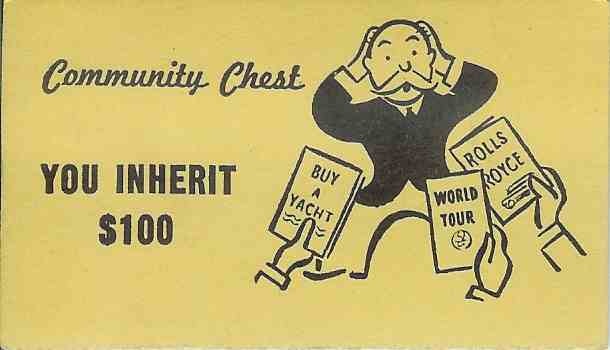 Community Chest
YOU INHERIT
$100
BUY
A
YACHT
WORLD
TOUR
ROLLS
ROYCE